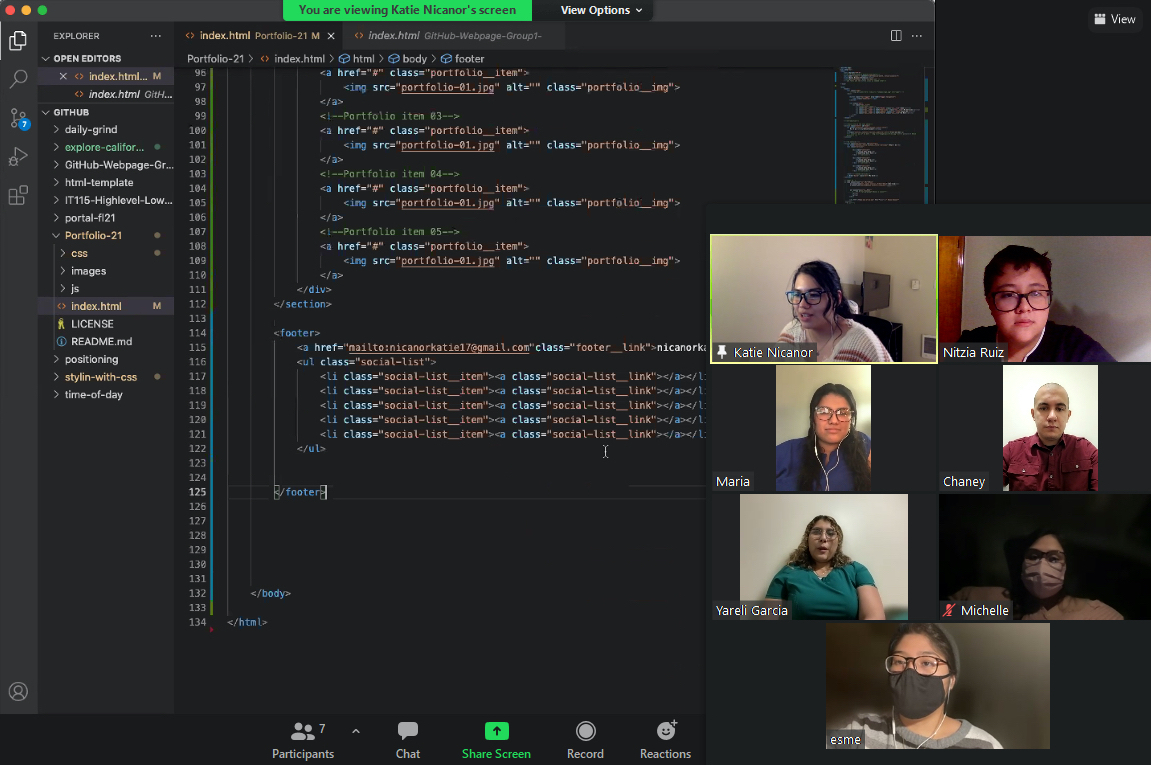 You are viewing Katie Nicanor's screen
View Options
View
EXPLORER
OPEN EDITORS
index.html... M
index.html GitH...
GITHUB
daily-grind
explore-califor...
GitHub-Webpage-Gr...
html-template
IT115-Highlevel-Low...
portal-fl21
Portfolio-21
css
images
js
index.html M
LICENSE
README.md
positioning
stylin-with-css
time-of-day
7
index.html Portfolio-21 M
index.html GitHub-Webpage-Group1-
Portfolio-21 > index.html > html > body > footer
96 <a href="#" class="portfolio__item">
97 <img src="portfolio-01.jpg" alt="" class="portfolio__img">
98 </a>
99 <!--Portfolio item 03-->
100 <a href="#" class="portfolio__item">
101 <img src="portfolio-01.jpg" alt="" class="portfolio__img">
102 </a>
103 <!--Portfolio item 04-->
104 <a href="#" class="portfolio__item">
105 <img src="portfolio-01.jpg" alt="" class="portfolio__img">
106 </a>
107 <!--Portfolio item 05-->
108 <a href="#" class="portfolio__item">
109 <img src="portfolio-01.jpg" alt="" class="portfolio__img">
110 </a>
111 </div>
112 </section>
113
114 <footer>
115 <a href="mailto:nicanorkatie17@gmail.com"class="footer__link">nicanorka
116 <ul class="social-list">
117 <li class="social-list__item"><a class="social-list__link"></a></li
118 <li class="social-list__item"><a class="social-list__link"></a></li
119 <li class="social-list__item"><a class="social-list__link"></a></li
120 <li class="social-list__item"><a class="social-list__link"></a></li
121 <li class="social-list__item"><a class="social-list__link"></a></li
122 </ul>
123
124
125 </footer>
126
127
128
129
130
131
132 </body>
133
134 </html>
Katie Nicanor
Nitzia Ruiz
Maria
Chaney
Yareli Garcia
Michelle
esme
7
Participants
Chat
Share Screen
Record
Reactions